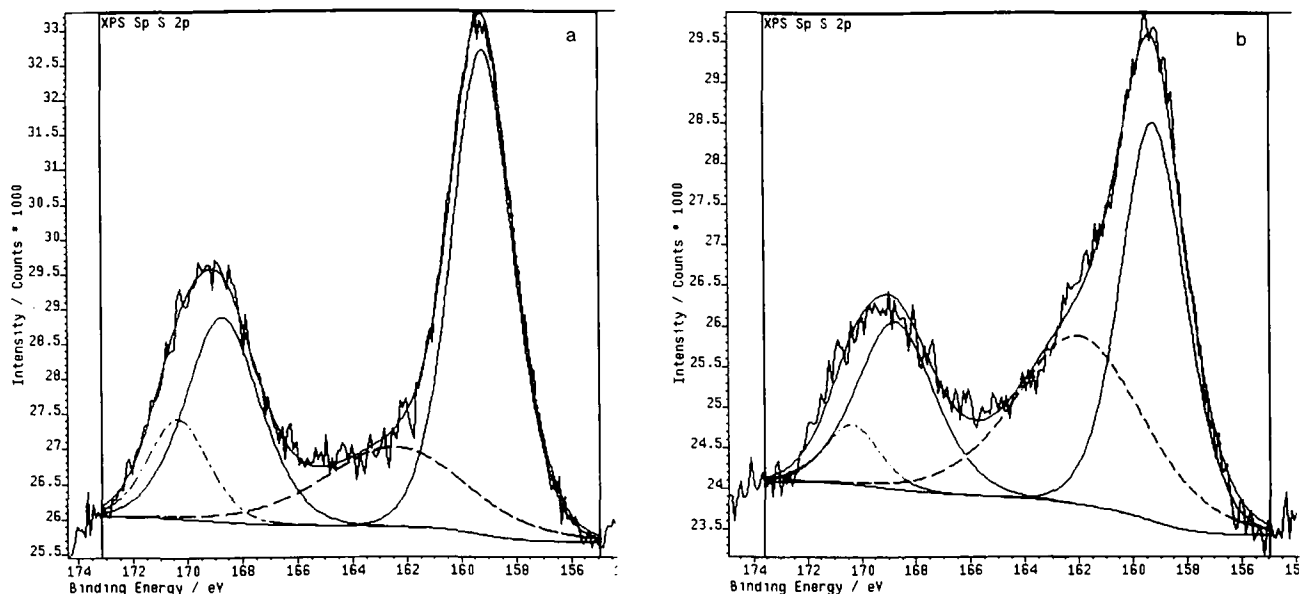 XPS Sp S 2p
a
33
32.5
32
31.5
31
30.5
30
29.5
29
28.5
28
27.5
27
26.5
26
25.5
Intensity / Counts * 1000
174 172 170 168 166 164 162 160 158 156
Binding Energy / eV
XPS Sp S 2p
b
29.5
29
28.5
28
27.5
27
26.5
26
25.5
25
24.5
24
23.5
Intensity / Counts * 1000
174 172 170 168 166 164 162 160 158 156
Binding Energy / eV